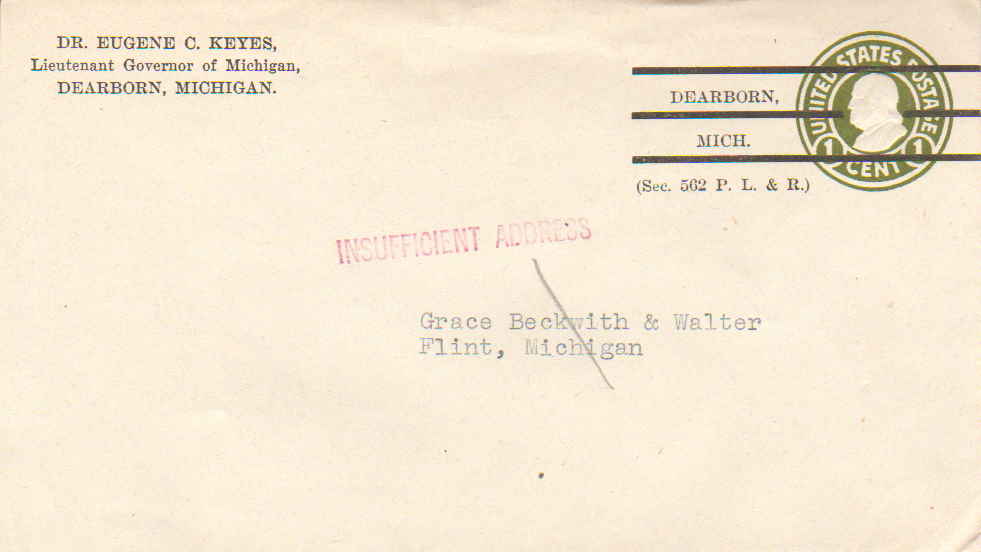 DR. EUGENE C. KEYES,
Lieutenant Governor of Michigan,
DEARBORN, MICHIGAN.
UNITED STATES POSTAGE
1 CENT 1
DEARBORN,
MICH.
(Sec. 562 P. L. & R.)
INSUFFICIENT ADDRESS
Grace Beckwith & Walter
Flint, Michigan